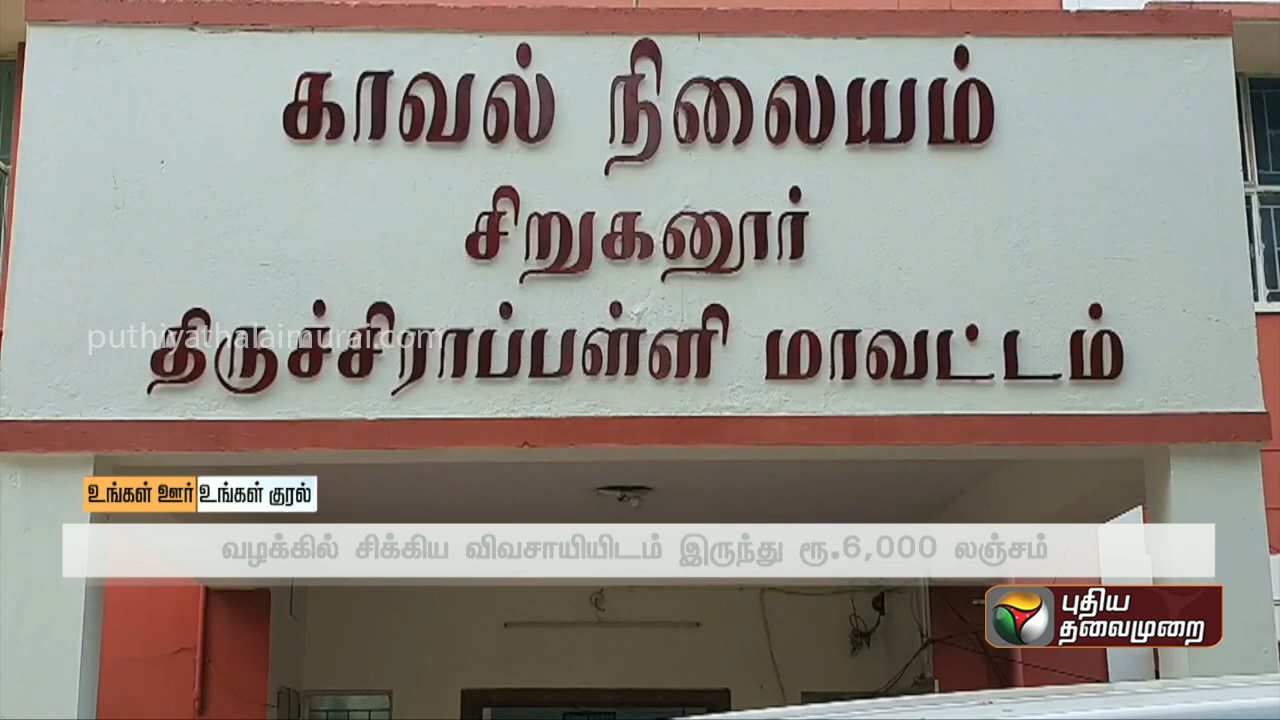 காவல் நிலையம்
சிறுகனூர்
திருச்சிராப்பள்ளி மாவட்டம்
puthiyathalaimurai.com
உங்கள் ஊர் உங்கள் குரல்
வழக்கில் சிக்கிய விவசாயியிடம் இருந்து ரூ.6,000 லஞ்சம்
புதிய
தலைமுறை